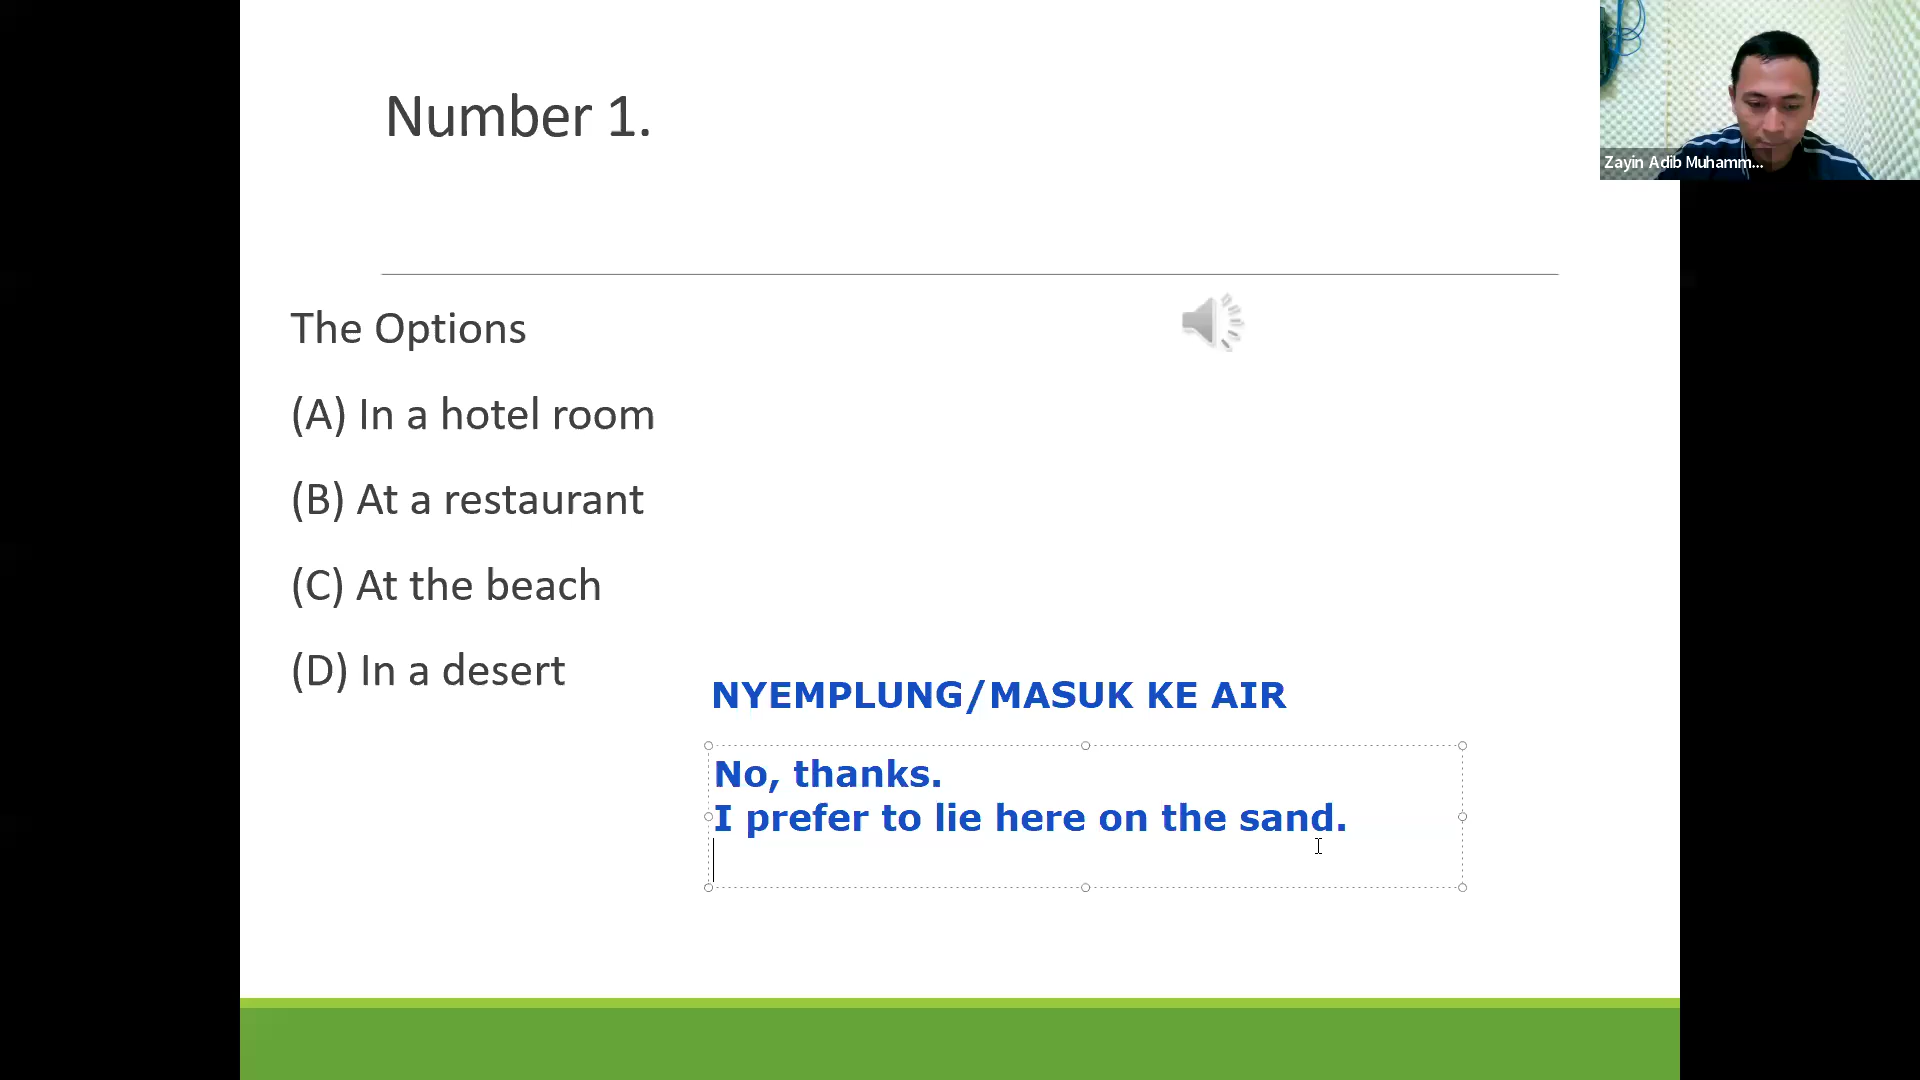 Number 1.
Zayin Adib Muhamm...
The Options
(A) In a hotel room
(B) At a restaurant
(C) At the beach
(D) In a desert
NYEMPLUNG/MASUK KE AIR
No, thanks.
I prefer to lie here on the sand.